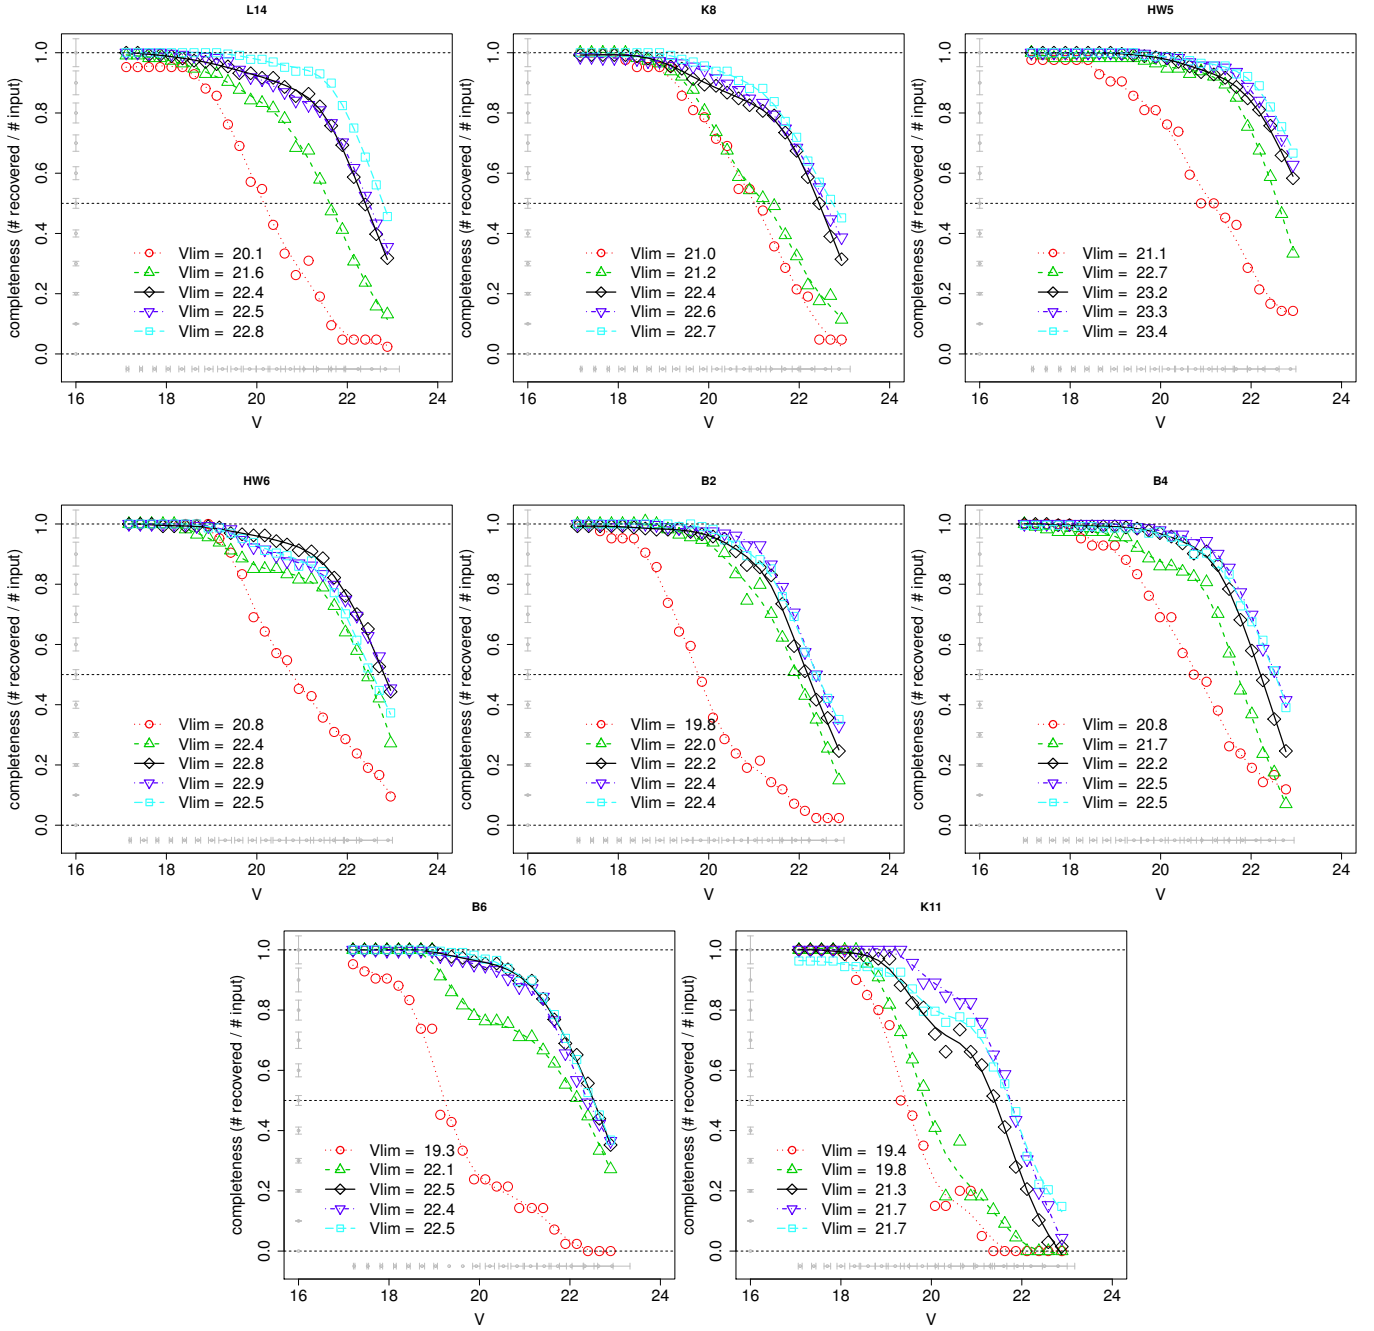 L14
completeness (# recovered / # input)
0.0 0.2 0.4 0.6 0.8 1.0
Vlim = 20.1
Vlim = 21.6
Vlim = 22.4
Vlim = 22.5
Vlim = 22.8
16 18 20 22 24
V
K8
completeness (# recovered / # input)
0.0 0.2 0.4 0.6 0.8 1.0
Vlim = 21.0
Vlim = 21.2
Vlim = 22.4
Vlim = 22.6
Vlim = 22.7
16 18 20 22 24
V
HW5
completeness (# recovered / # input)
0.0 0.2 0.4 0.6 0.8 1.0
Vlim = 21.1
Vlim = 22.7
Vlim = 23.2
Vlim = 23.3
Vlim = 23.4
16 18 20 22 24
V
HW6
completeness (# recovered / # input)
0.0 0.2 0.4 0.6 0.8 1.0
Vlim = 20.8
Vlim = 22.4
Vlim = 22.8
Vlim = 22.9
Vlim = 22.5
16 18 20 22 24
V
B2
completeness (# recovered / # input)
0.0 0.2 0.4 0.6 0.8 1.0
Vlim = 19.8
Vlim = 22.0
Vlim = 22.2
Vlim = 22.4
Vlim = 22.4
16 18 20 22 24
V
B4
completeness (# recovered / # input)
0.0 0.2 0.4 0.6 0.8 1.0
Vlim = 20.8
Vlim = 21.7
Vlim = 22.2
Vlim = 22.5
Vlim = 22.5
16 18 20 22 24
V
B6
completeness (# recovered / # input)
0.0 0.2 0.4 0.6 0.8 1.0
Vlim = 19.3
Vlim = 22.1
Vlim = 22.5
Vlim = 22.4
Vlim = 22.5
16 18 20 22 24
V
K11
completeness (# recovered / # input)
0.0 0.2 0.4 0.6 0.8 1.0
Vlim = 19.4
Vlim = 19.8
Vlim = 21.3
Vlim = 21.7
Vlim = 21.7
16 18 20 22 24
V